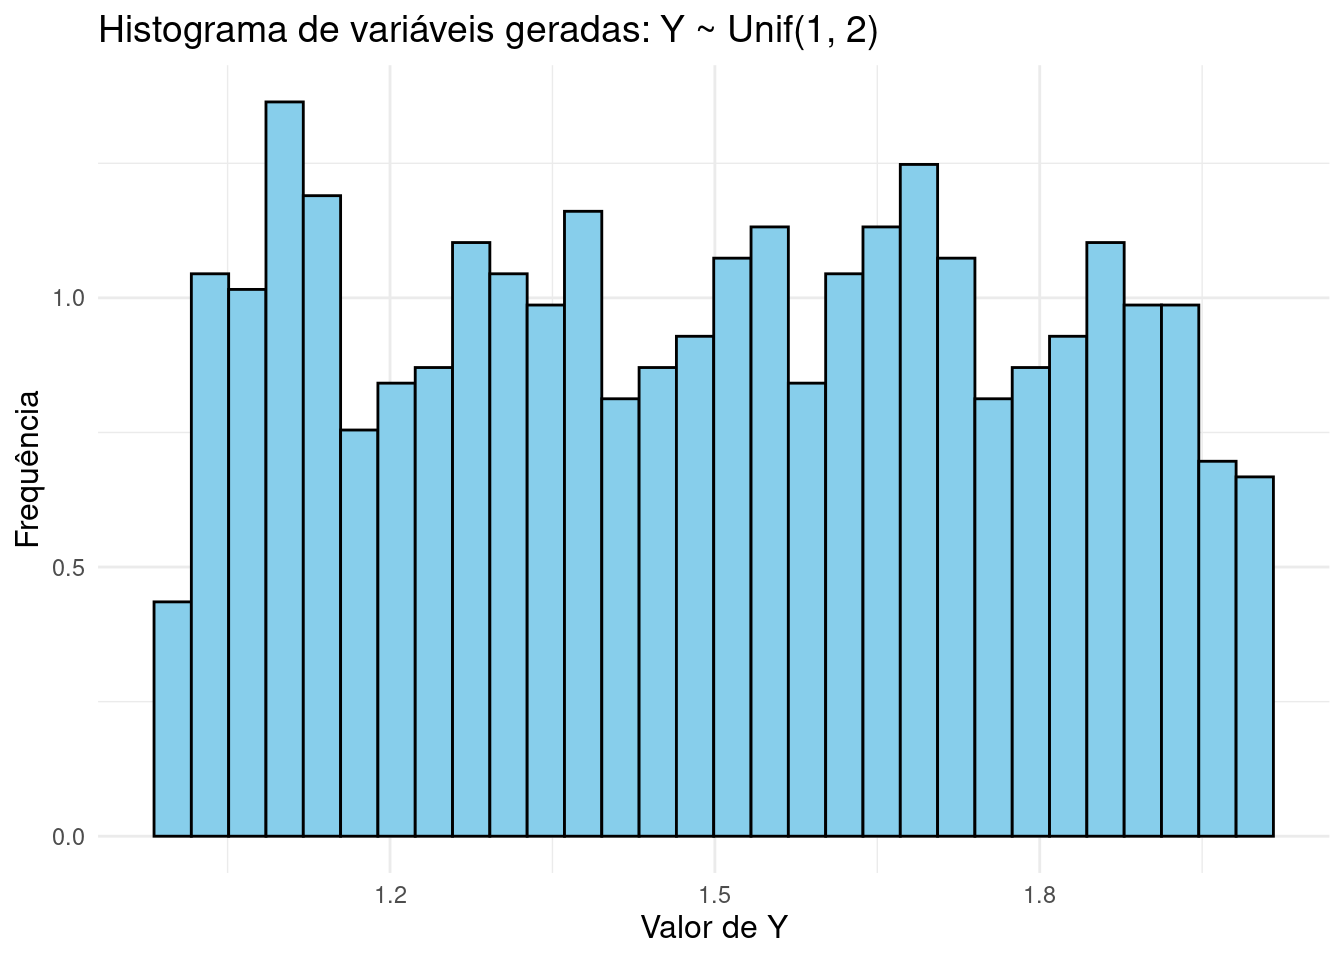 Histograma de variáveis geradas: Y ~ Unif(1, 2)
Frequência
1.0
0.5
0.0
1.2 1.5 1.8
Valor de Y